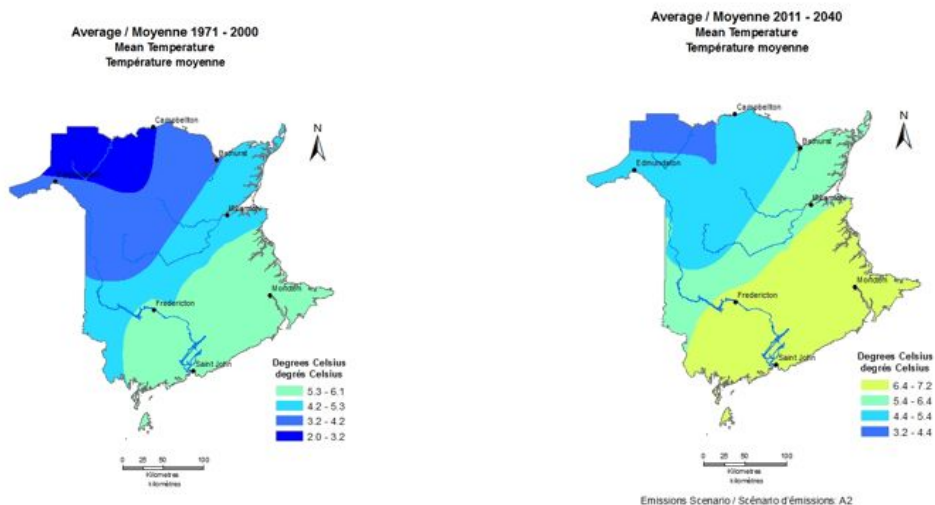 Average / Moyenne 1971 - 2000
Mean Temperature
Température moyenne
Campbellton
N
Bathurst
Fredericton
Moncton
Saint John
Degrees Celsius
degrés Celsius
5.3 - 6.1
4.2 - 5.3
3.2 - 4.2
2.0 - 3.2
0 25 50 100
Kilometres
kilomètres
Average / Moyenne 2011 - 2040
Mean Temperature
Température moyenne
Campbellton
N
Bathurst
Edmundston
Miramichi
Moncton
Fredericton
Saint John
Degrees Celsius
degrés Celsius
6.4 - 7.2
5.4 - 6.4
4.4 - 5.4
3.2 - 4.4
0 25 50 100
Kilometres
kilomètres
Emissions Scenario / Scénario d'émissions: A2